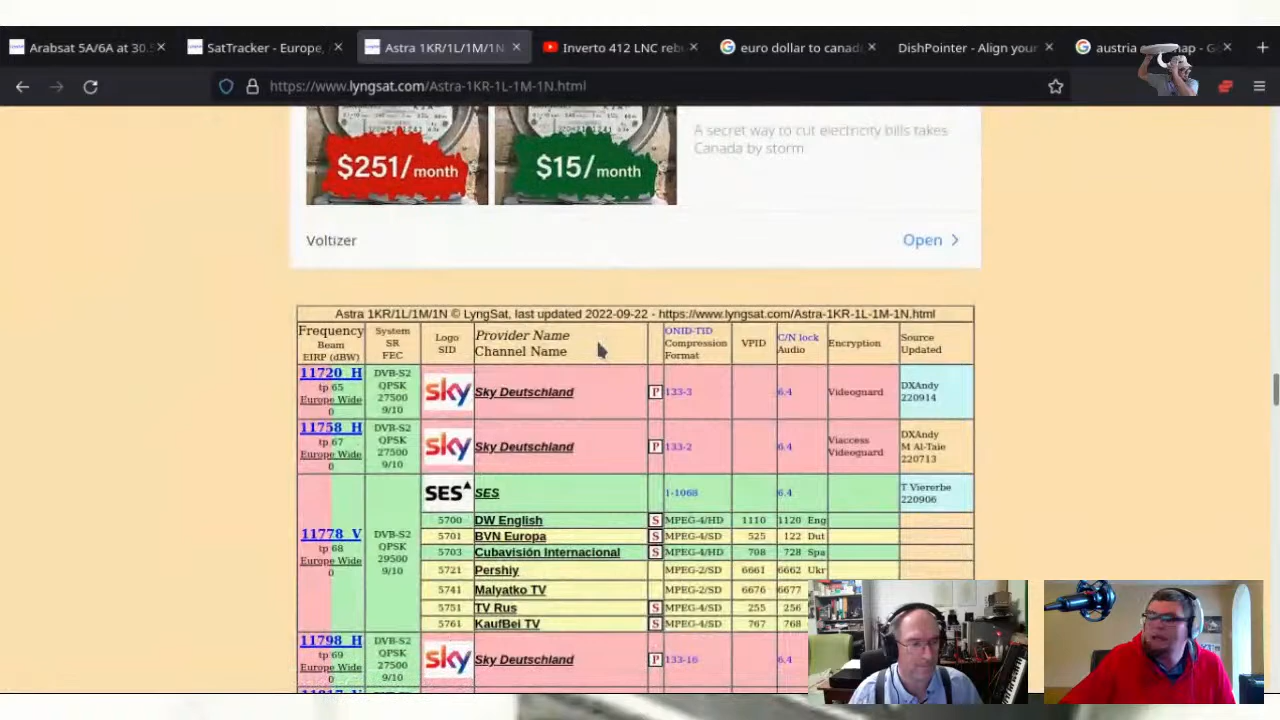 Arabsat 5A/6A at 30.5
SatTracker - Europe,
Astra 1KR/1L/1M/1N
Inverto 412 LNC reb
euro dollar to canad
DishPointer - Align your
austria map - G
https://www.lyngsat.com/Astra-1KR-1L-1M-1N.html
$251/month
$15/month
A secret way to cut electricity bills takes
Canada by storm
Voltizer
Open
Astra 1KR/1L/1M/1N © LyngSat, last updated 2022-09-22 - https://www.lyngsat.com/Astra-1KR-1L-1M-1N.html
Frequency
Beam
EIRP (dBW)
System
SR
FEC
Logo
SID
Provider Name
Channel Name
ONID-TID
Compression
Format
VPID
C/N lock
Audio
Encryption
Source
Updated
11720 H
tp 65
Europe Wide
0
DVB-S2
QPSK
27500
9/10
sky
Sky Deutschland
P
133-3
6.4
Videoguard
DXAndy
220914
11758 H
tp 67
Europe Wide
0
DVB-S2
QPSK
27500
9/10
sky
Sky Deutschland
P
133-2
6.4
Viaccess
Videoguard
DXAndy
M Al-Taie
220713
11778 V
tp 68
Europe Wide
0
DVB-S2
QPSK
29500
9/10
SES
SES
1-1068
6.4
T Viererbe
220906
5700 DW English S MPEG-4/HD 1110 1120 Eng
5701 BVN Europa S MPEG-4/SD 525 122 Dut
5703 Cubavisión Internacional S MPEG-4/HD 708 728 Spa
5721 Pershiy MPEG-2/SD 6661 6662 Ukr
5741 Malyatko TV MPEG-2/SD 6676 6677
5751 TV Rus S MPEG-4/SD 255 256
5761 KaufBei TV S MPEG-4/SD 767 768
11798 H
tp 69
Europe Wide
0
DVB-S2
QPSK
27500
9/10
sky
Sky Deutschland
P
133-16
6.4